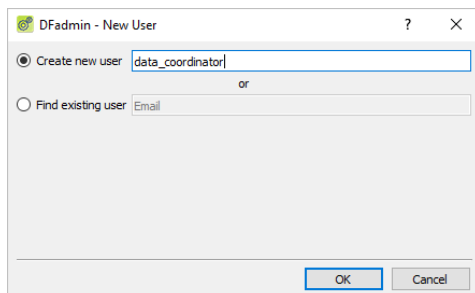 DFadmin - New User
Create new user data_coordinator
or
Find existing user Email
OK Cancel